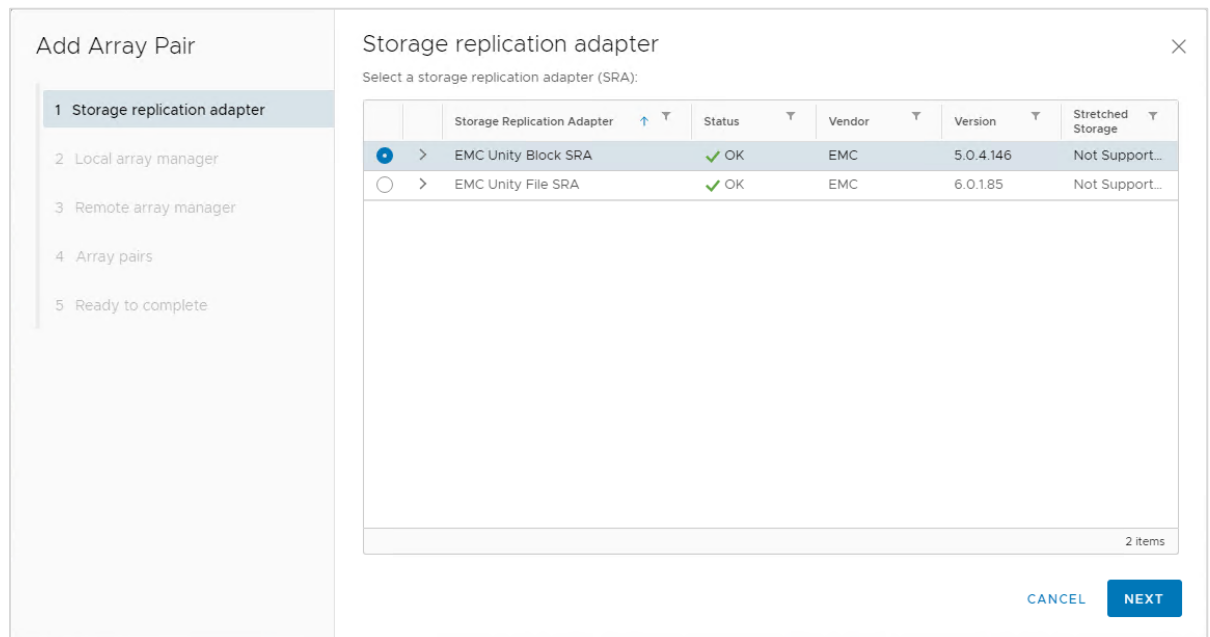 Add Array Pair
1 Storage replication adapter
2 Local array manager
3 Remote array manager
4 Array pairs
5 Ready to complete
Storage replication adapter
Select a storage replication adapter (SRA):
Storage Replication Adapter Status Vendor Version Stretched Storage
EMC Unity Block SRA OK EMC 5.0.4.146 Not Support...
EMC Unity File SRA OK EMC 6.0.1.85 Not Support...
2 items
CANCEL NEXT